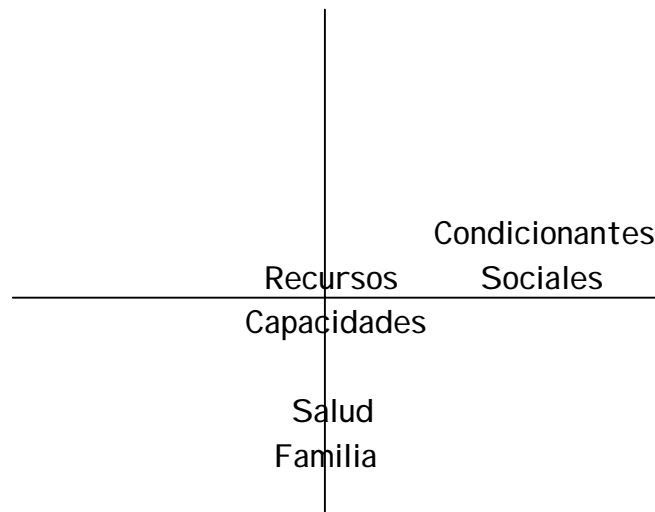 Condicionantes
Recursos Sociales
Capacidades
Salud
Familia